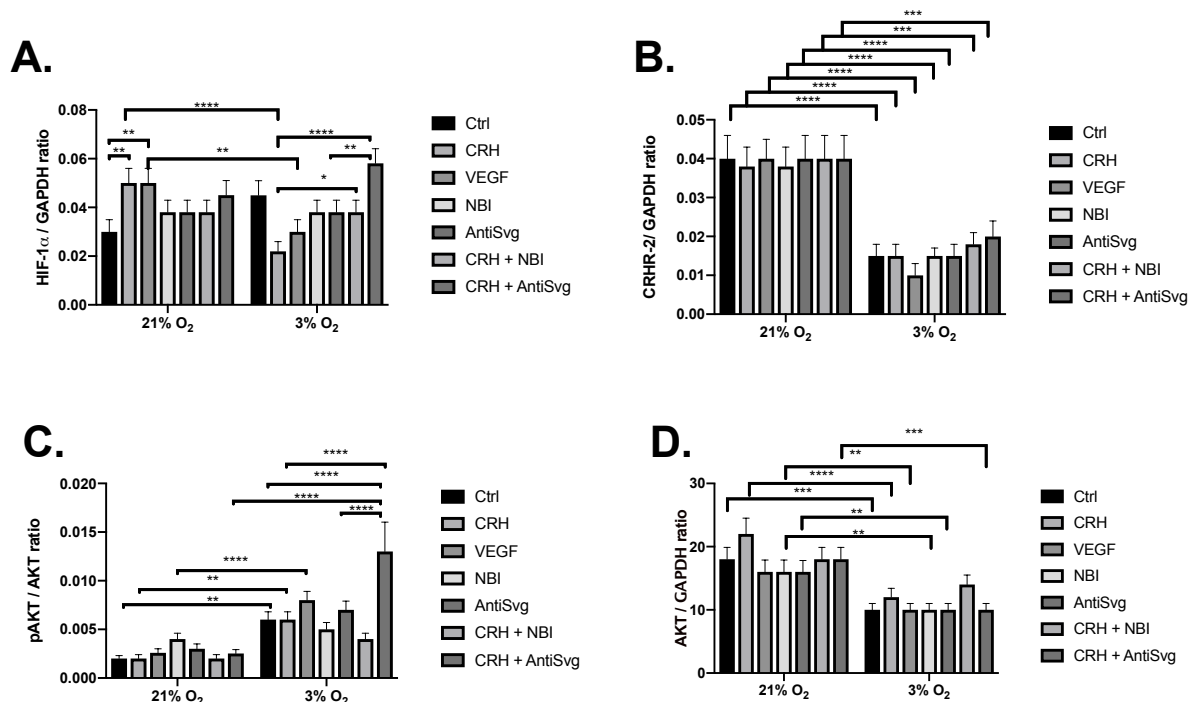 A.
****
**
**
**
****
**
*
0.08
0.06
0.04
0.02
0.00
HIF-1α / GAPDH ratio
21% O2
3% O2
Ctrl
CRH
VEGF
NBI
AntiSvg
CRH + NBI
CRH + AntiSvg
B.
***
***
****
****
****
****
****
0.05
0.04
0.03
0.02
0.01
0.00
CRHR-2/ GAPDH ratio
21% O2
3% O2
Ctrl
CRH
VEGF
NBI
AntiSvg
CRH + NBI
CRH + AntiSvg
C.
****
****
****
****
****
**
**
0.020
0.015
0.010
0.005
0.000
pAKT / AKT ratio
21% O2
3% O2
Ctrl
CRH
VEGF
NBI
AntiSvg
CRH + NBI
CRH + AntiSvg
D.
***
**
****
***
**
**
30
20
10
0
AKT / GAPDH ratio
21% O2
3% O2
Ctrl
CRH
VEGF
NBI
AntiSvg
CRH + NBI
CRH + AntiSvg